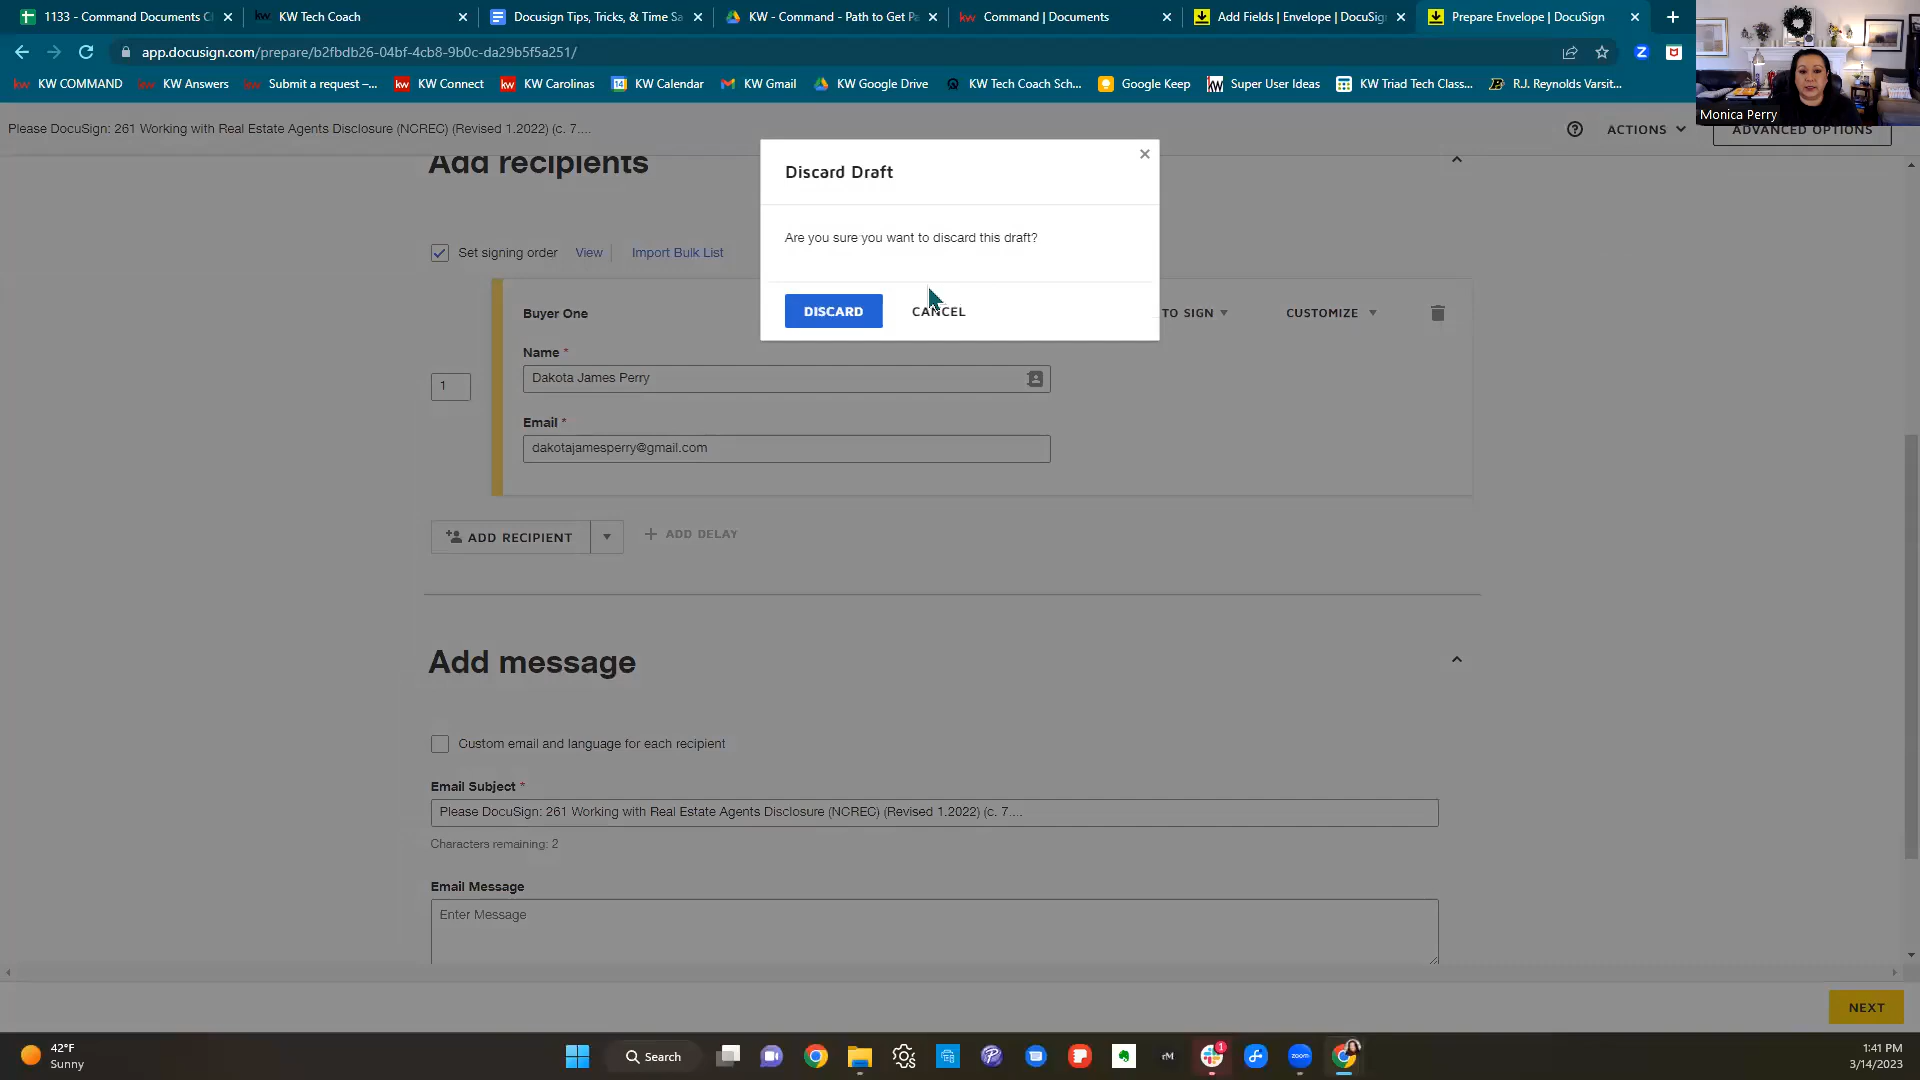 1133 - Command Documents C
KW Tech Coach
Docusign Tips, Tricks, & Time Sa
KW - Command - Path to Get Pa
Command | Documents
Add Fields | Envelope | DocuSign
Prepare Envelope | DocuSign
app.docusign.com/prepare/b2fbdb26-04bf-4cb8-9b0c-da29b5f5a251/
KW COMMAND
KW Answers
Submit a request –...
KW Connect
KW Carolinas
KW Calendar
KW Gmail
KW Google Drive
KW Tech Coach Sch...
Google Keep
Super User Ideas
KW Triad Tech Class...
R.J. Reynolds Varsit...
Monica Perry
Please DocuSign: 261 Working with Real Estate Agents Disclosure (NCREC) (Revised 1.2022) (c. 7....
ACTIONS
ADVANCED OPTIONS
Add recipients
Discard Draft
Are you sure you want to discard this draft?
DISCARD
CANCEL
Set signing order
View
Import Bulk List
Buyer One
TO SIGN
CUSTOMIZE
Name *
1
Dakota James Perry
Email *
dakotajamesperry@gmail.com
ADD RECIPIENT
ADD DELAY
Add message
Custom email and language for each recipient
Email Subject *
Please DocuSign: 261 Working with Real Estate Agents Disclosure (NCREC) (Revised 1.2022) (c. 7....
Characters remaining: 2
Email Message
Enter Message
NEXT
42°F
Sunny
Search
rM
zoom
1:41 PM
3/14/2023